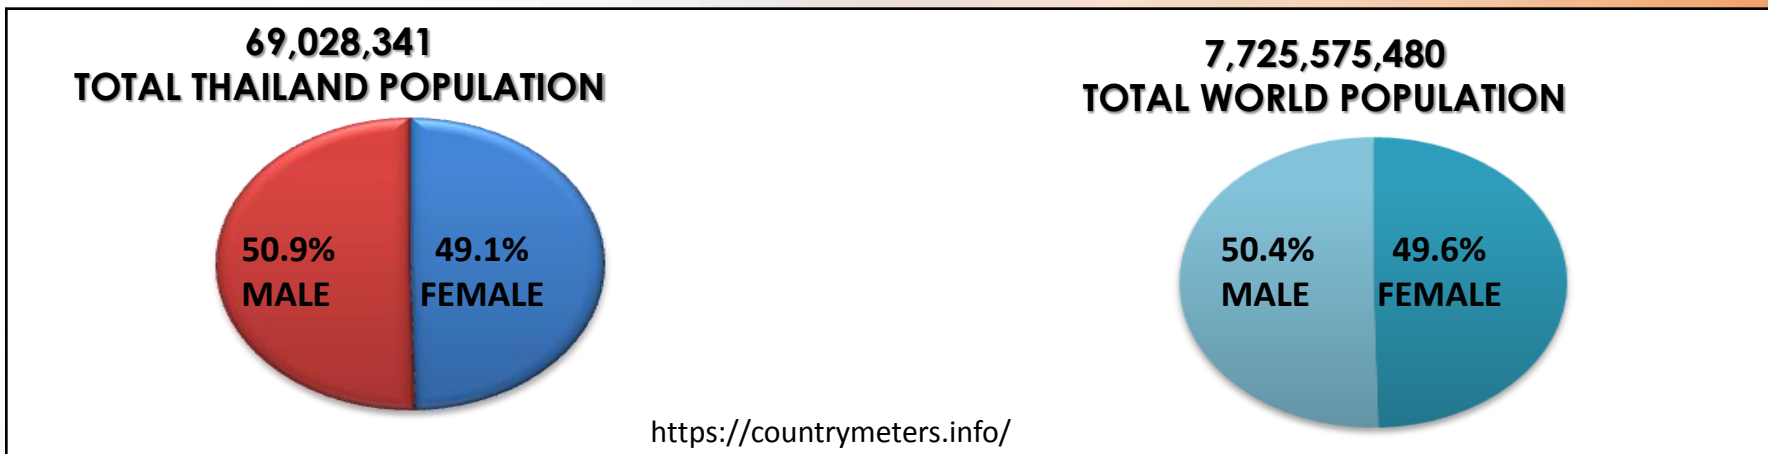 69,028,341
TOTAL THAILAND POPULATION
50.9%
MALE
49.1%
FEMALE
7,725,575,480
TOTAL WORLD POPULATION
50.4%
MALE
49.6%
FEMALE
https://countrymeters.info/